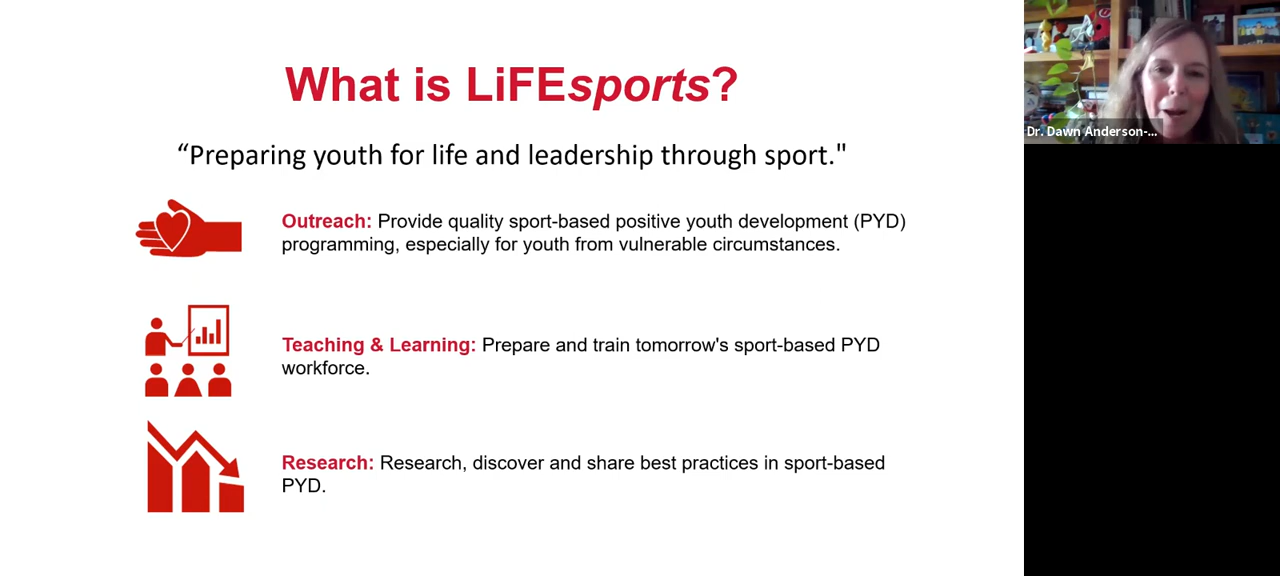 What is LiFEsports?
“Preparing youth for life and leadership through sport."
Outreach: Provide quality sport-based positive youth development (PYD)
programming, especially for youth from vulnerable circumstances.
Teaching & Learning: Prepare and train tomorrow's sport-based PYD
workforce.
Research: Research, discover and share best practices in sport-based
PYD.
Dr. Dawn Anderson-...